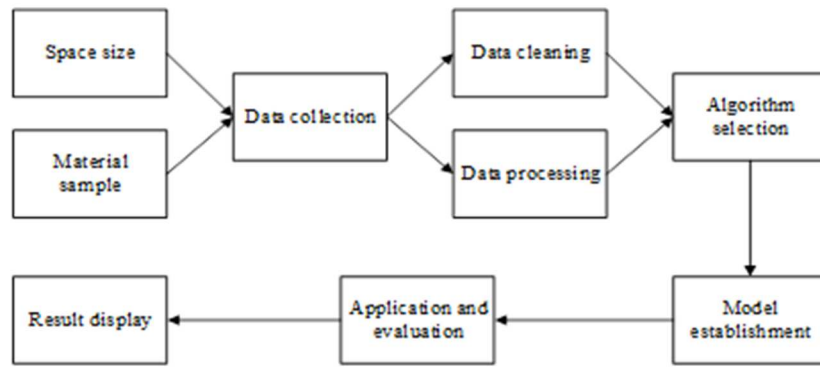 Space size
Data cleaning
Data collection
Algorithm
selection
Material
sample
Data processing
Result display
Application and
evaluation
Model
establishment